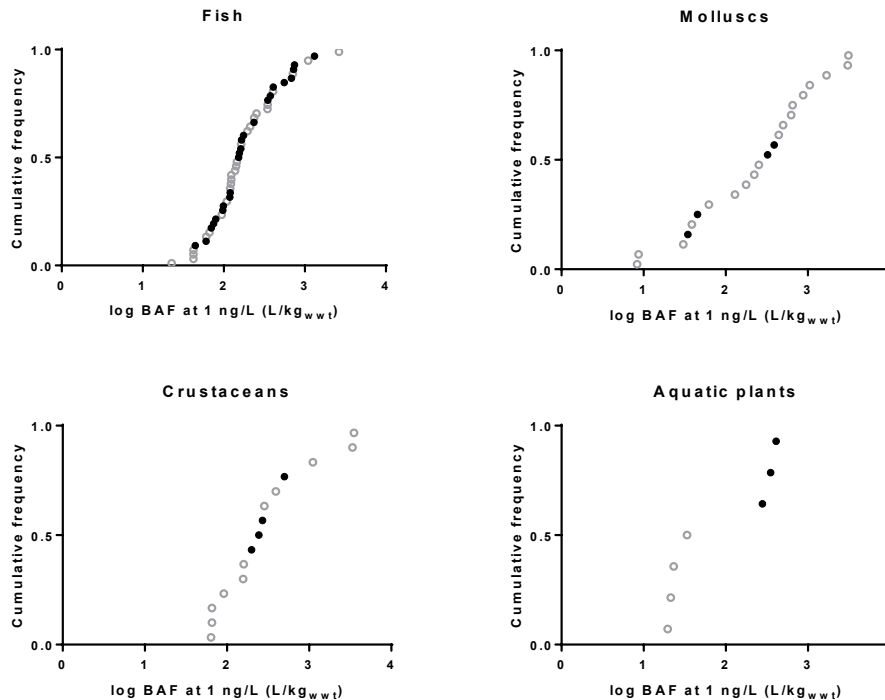 Fish
Cumulative frequency
1.0
0.5
0.0
0 1 2 3 4
log BAF at 1 ng/L (L/kgwwt)
Molluscs
Cumulative frequency
1.0
0.5
0.0
0 1 2 3
log BAF at 1 ng/L (L/kgwwt)
Crustaceans
Cumulative frequency
1.0
0.5
0.0
0 1 2 3 4
log BAF at 1 ng/L (L/kgwwt)
Aquatic plants
Cumulative frequency
1.0
0.5
0.0
0 1 2 3
log BAF at 1 ng/L (L/kgwwt)